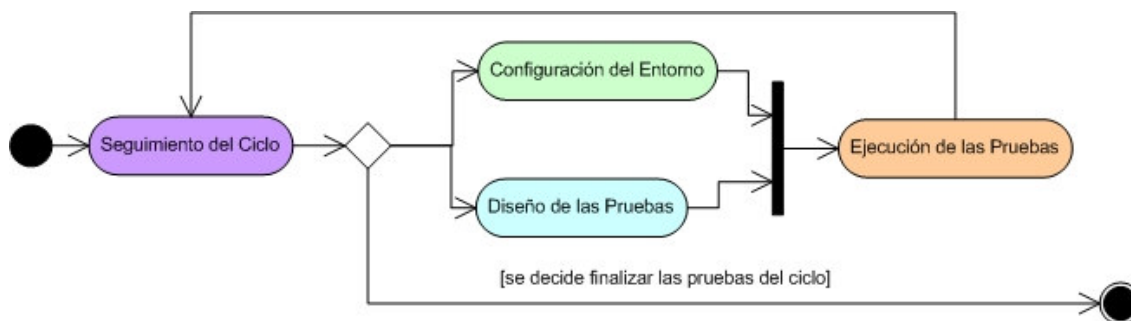 Configuración del Entorno
Seguimiento del Ciclo
Ejecución de las Pruebas
Diseño de las Pruebas
[se decide finalizar las pruebas del ciclo]